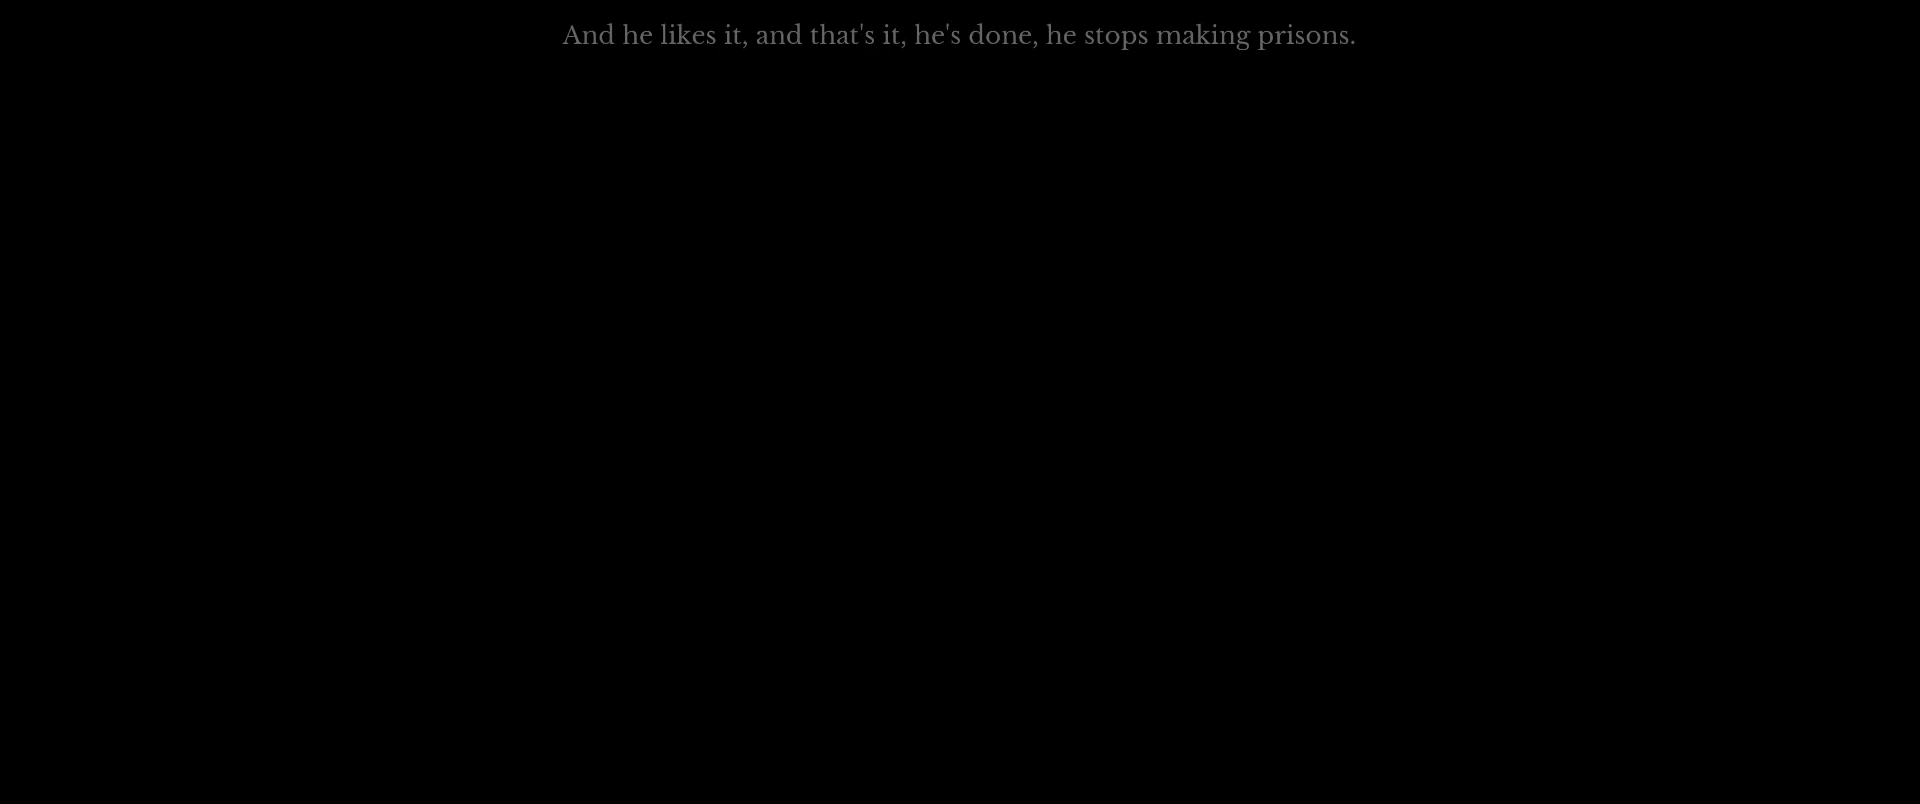 And he likes it, and that's it, he's done, he stops making prisons.